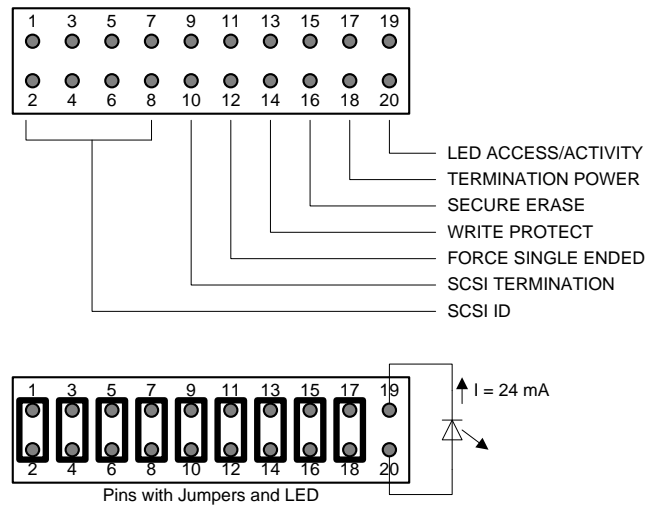 1 3 5 7 9 11 13 15 17 19
2 4 6 8 10 12 14 16 18 20
LED ACCESS/ACTIVITY
TERMINATION POWER
SECURE ERASE
WRITE PROTECT
FORCE SINGLE ENDED
SCSI TERMINATION
SCSI ID
1 3 5 7 9 11 13 15 17 19
I = 24 mA
2 4 6 8 10 12 14 16 18 20
Pins with Jumpers and LED